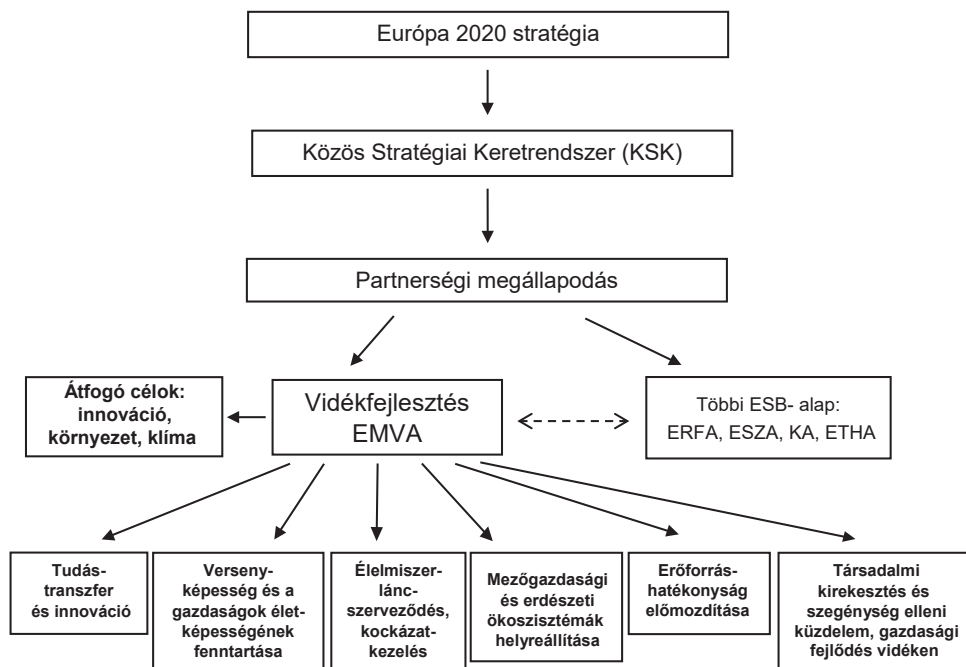 Európa 2020 stratégia
Közös Stratégiai Keretrendszer (KSK)
Partnerségi megállapodás
Átfogó célok:
innováció,
környezet, klíma
Vidékfejlesztés
EMVA
Többi ESB- alap:
ERFA, ESZA, KA, ETHA
Tudás-
transzfer
és innováció
Verseny-
képesség és a
gazdaságok élet-
képességének
fenntartása
Élelmiszer-
lánc-
szerveződés,
kockázat-
kezelés
Mezőgazdasági
és erdészeti
ökoszisztémák
helyreállítása
Erőforrás-
hatékonyság
előmozdítása
Társadalmi
kirekesztés és
szegénység elleni
küzdelem, gazdasági
fejlődés vidéken